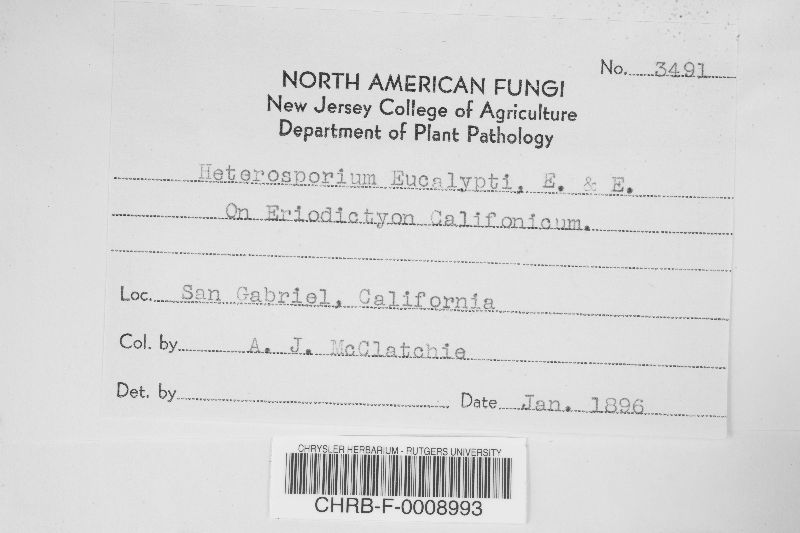 No. 3491
NORTH AMERICAN FUNGI
New Jersey College of Agriculture
Department of Plant Pathology
Heterosporium Eucalypti, E. & E.
On Eriodictyon Califonicum.
Loc. San Gabriel, California
Col. by A. J. McClatchie
Det. by
Date Jan. 1896
CHRYSLER HERBARIUM - RUTGERS UNIVERSITY
CHRB-F-0008993